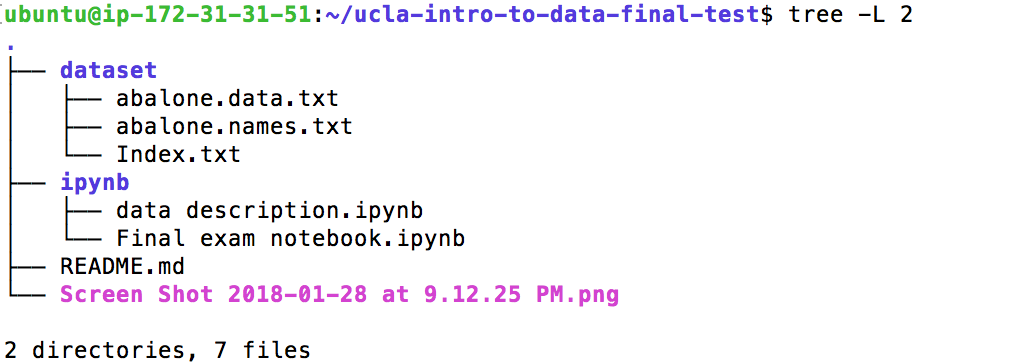 [ubuntu@ip-172-31-31-51:~/ucla-intro-to-data-final-test$ tree -L 2
.
├── dataset
│   ├── abalone.data.txt
│   ├── abalone.names.txt
│   └── Index.txt
├── ipynb
│   ├── data description.ipynb
│   └── Final exam notebook.ipynb
├── README.md
└── Screen Shot 2018-01-28 at 9.12.25 PM.png
2 directories, 7 files